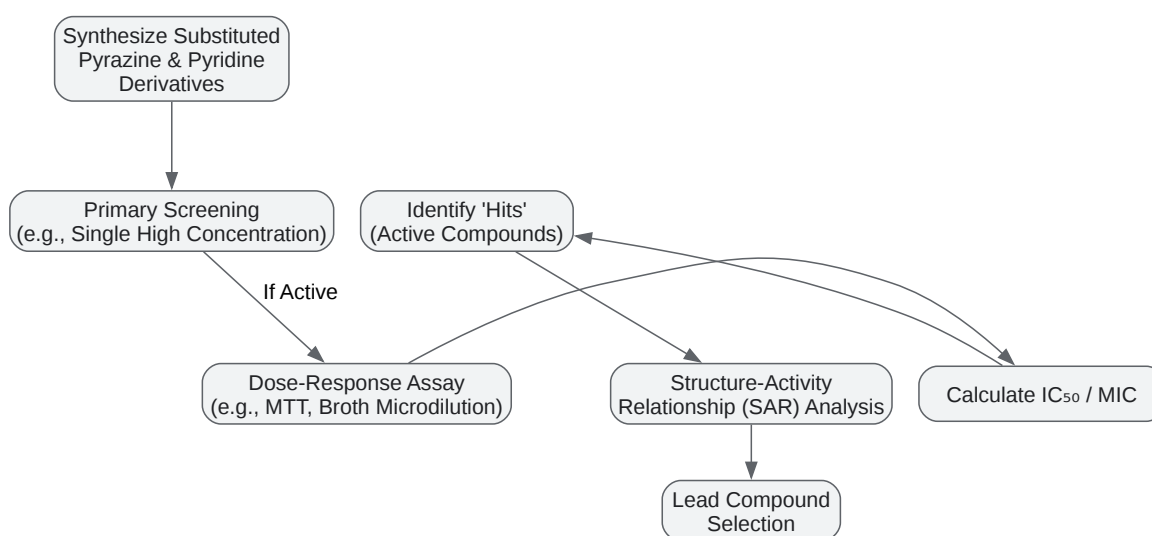 Synthesize Substituted
Pyrazine & Pyridine
Derivatives
Primary Screening
(e.g., Single High Concentration)
Identify 'Hits'
(Active Compounds)
If Active
Dose-Response Assay
(e.g., MTT, Broth Microdilution)
Structure-Activity
Relationship (SAR) Analysis
Calculate IC₅₀ / MIC
Lead Compound
Selection